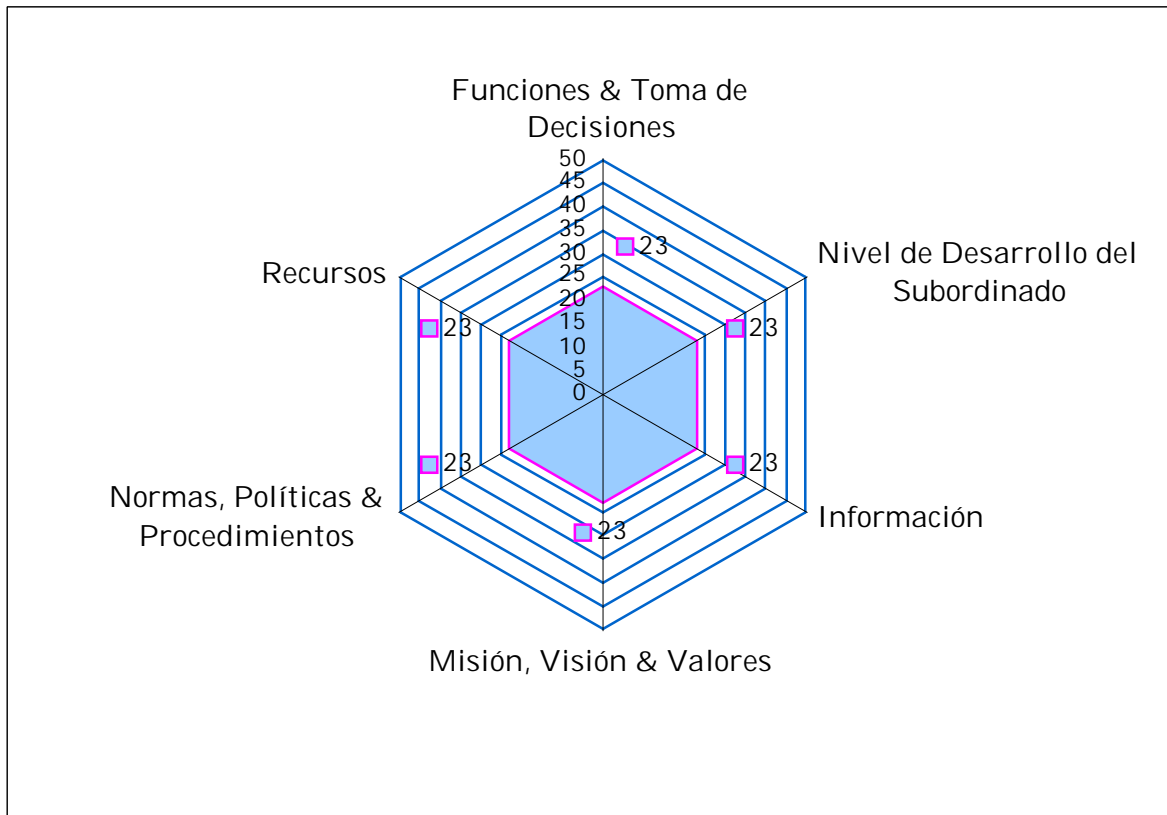 Funciones & Toma de
Decisiones
50
45
40
35
30
25
20
15
10
5
0
23
Nivel de Desarrollo del
Subordinado
23
Recursos
23
23
Información
23
Normas, Políticas &
Procedimientos
23
Misión, Visión & Valores